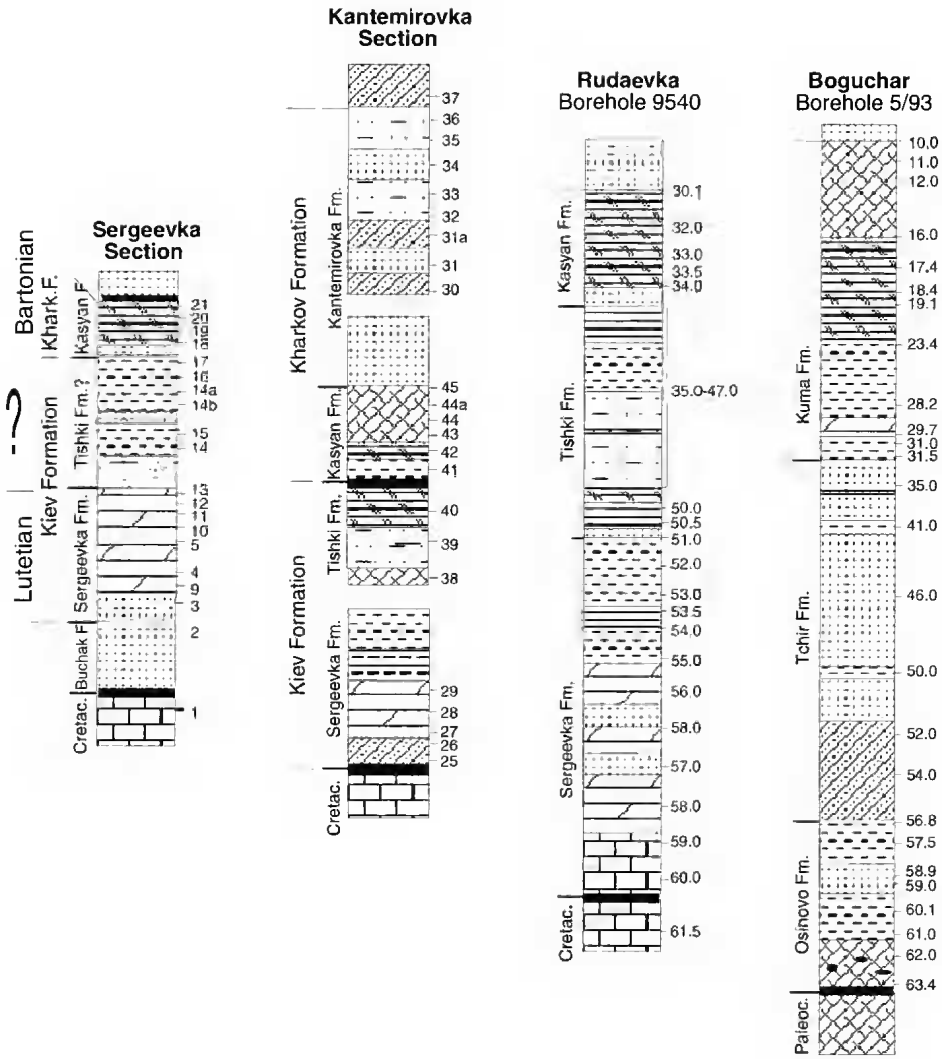 Kantemirovka
Section
37
36
35
34
33
32
31a
31
30
45
44a
44
43
42
41
40
39
38
29
28
27
26
25
Kharkov Formation
Kantemirovka Fm.
Kasyan Fm.
Tishki Fm,
Kiev Formation
Sergeevka Fm.
Cretac.
Sergeevka
Section
21
20
19
18
17
16
14a
14b
15
14
13
12
11
10
5
4
9
3
2
1
Bartonian
Lutetian
--?
Khark.F.
Kiev Formation
Kasyan F.
Tishki Fm.?
Sergeevka Fm.
Buchak F.
Cretac.
Rudaevka
Borehole 9540
30.1
32.0
33.0
33.5
34.0
35.0-47.0
50.0
50.5
51.0
52.0
53.0
53.5
54.0
55.0
56.0
58.0
57.0
58.0
59.0
60.0
61.5
Kasyan Fm.
Tishki Fm.
Sergeevka Fm,
Cretac.
Boguchar
Borehole 5/93
10.0
11.0
12.0
16.0
17.4
18.4
19.1
23.4
28.2
29.7
31.0
31.5
35.0
41.0
46.0
50.0
52.0
54.0
56.8
57.5
58.9
59.0
60.1
61.0
62.0
63.4
Kuma Fm.
Tchir Fm.
Osinovo Fm.
Paleoc.